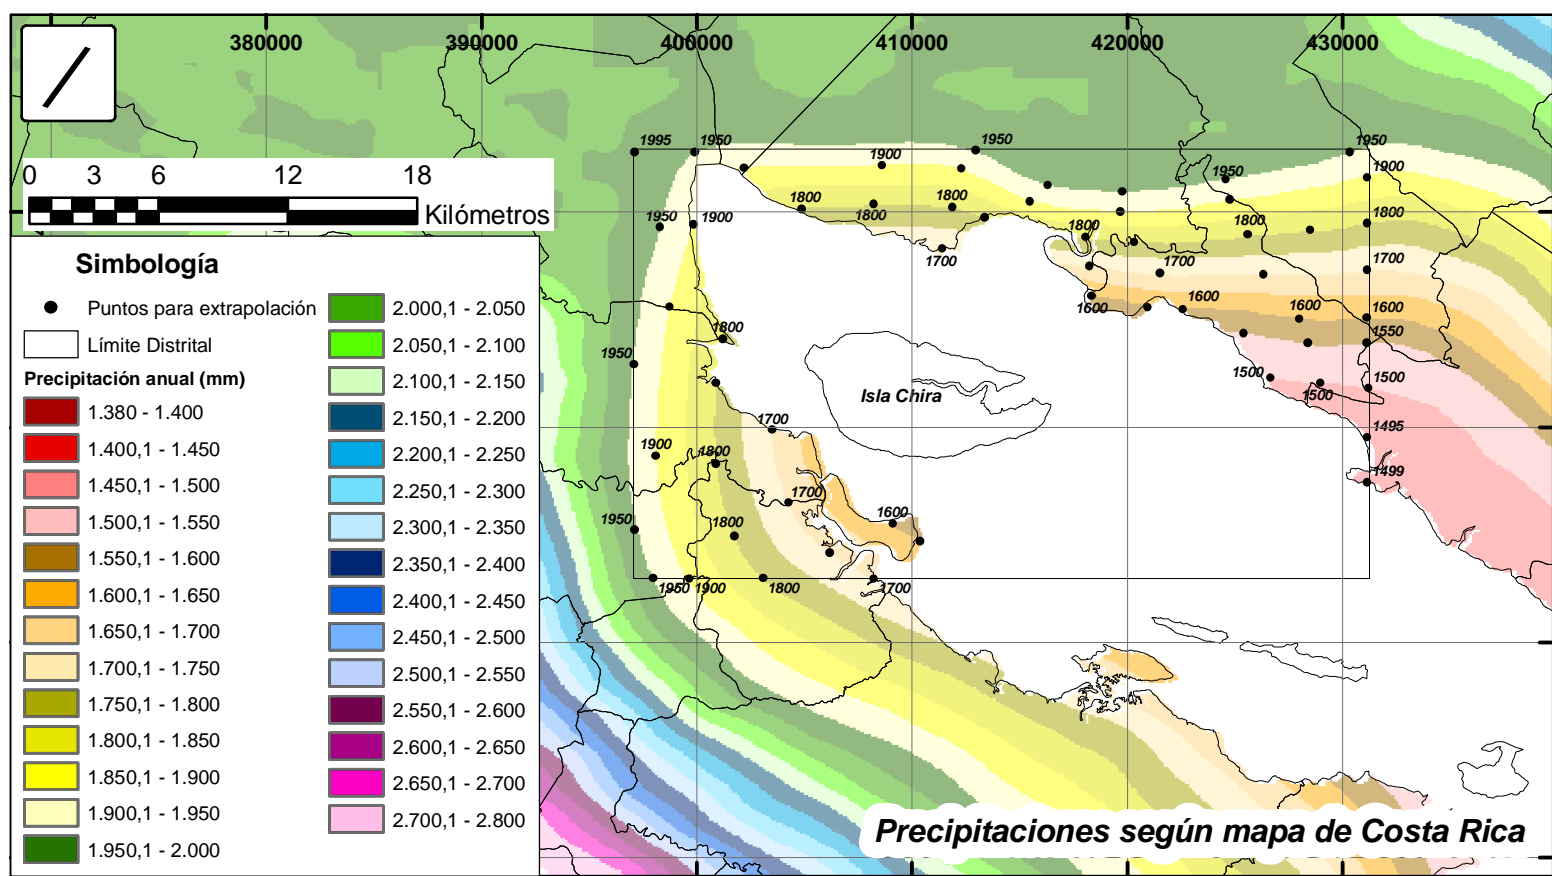 380000 390000 400000 410000 420000 430000
0 3 6 12 18
Kilómetros
Simbología
Puntos para extrapolación
Límite Distrital
Precipitación anual (mm)
1.380 - 1.400
1.400,1 - 1.450
1.450,1 - 1.500
1.500,1 - 1.550
1.550,1 - 1.600
1.600,1 - 1.650
1.650,1 - 1.700
1.700,1 - 1.750
1.750,1 - 1.800
1.800,1 - 1.850
1.850,1 - 1.900
1.900,1 - 1.950
1.950,1 - 2.000
2.000,1 - 2.050
2.050,1 - 2.100
2.100,1 - 2.150
2.150,1 - 2.200
2.200,1 - 2.250
2.250,1 - 2.300
2.300,1 - 2.350
2.350,1 - 2.400
2.400,1 - 2.450
2.450,1 - 2.500
2.500,1 - 2.550
2.550,1 - 2.600
2.600,1 - 2.650
2.650,1 - 2.700
2.700,1 - 2.800
1995
1950
1950
1950
1900
1900
1950
1800
1800
1800
1950
1900
1800
1800
1800
1700
1700
1700
1600
1600
1600
1600
1550
1800
1950
Isla Chira
1500
1500
1500
1700
1495
1900
1800
1499
1700
1600
1950
1800
1950
1900
1800
1700
Precipitaciones según mapa de Costa Rica